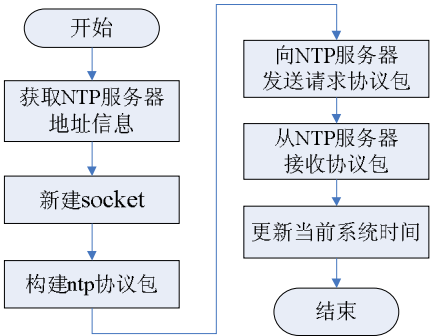 开始
获取NTP服务器
地址信息
新建socket
构建ntp协议包
向NTP服务器
发送请求协议包
从NTP服务器
接收协议包
更新当前系统时间
结束